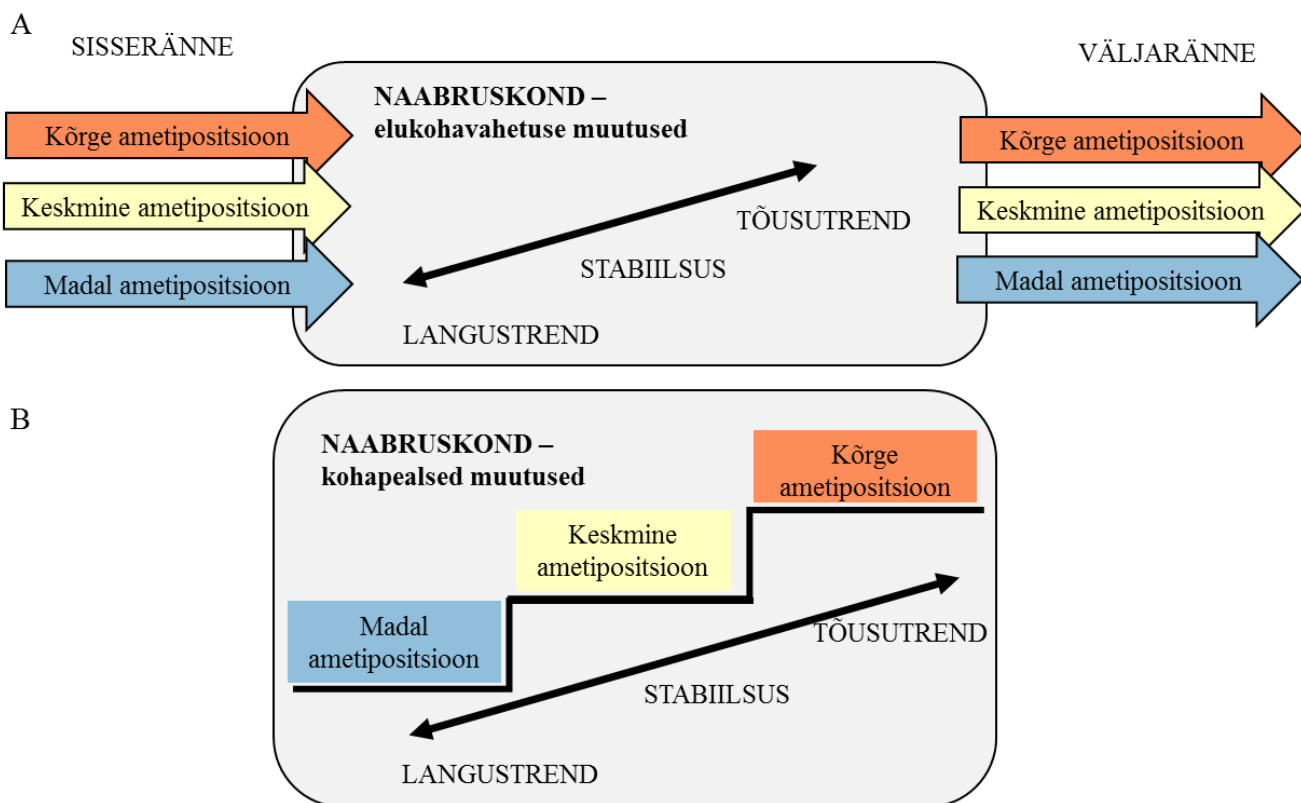 A
SISSERÄNNE
VÄLJARÄNNE
NAABRUSKOND –
elukohavahetuse muutused
Kõrge ametipositsioon
Keskmine ametipositsioon
Madal ametipositsioon
TÕUSUTREND
STABIILSUS
LANGUSTREND
Kõrge ametipositsioon
Keskmine ametipositsioon
Madal ametipositsioon
B
NAABRUSKOND –
kohapealsed muutused
Kõrge
ametipositsioon
Keskmine
ametipositsioon
Madal
ametipositsioon
TÕUSUTREND
STABIILSUS
LANGUSTREND